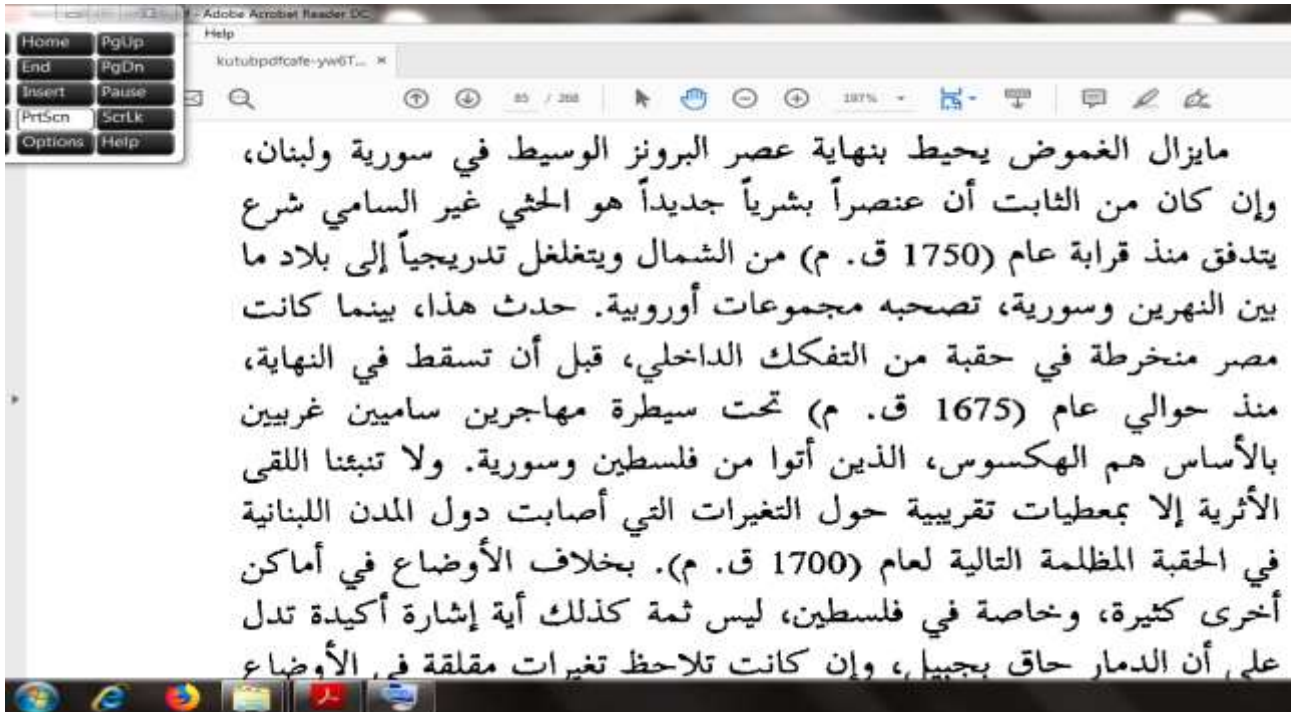 - Adobe Acrobat Reader DC
Help
Home PgUp
End PgDn
Insert Pause
PrtScn ScrLk
Options Help
kutubpdfcafe-yw6T... ×
85 / 268
197%
مايزال الغموض يحيط بنهاية عصر البرونز الوسيط في سورية ولبنان،
وإن كان من الثابت أن عنصراً بشرياً جديداً هو الحثي غير السامي شرع
يتدفق منذ قرابة عام (1750 ق. م) من الشمال ويتغلغل تدريجياً إلى بلاد ما
بين النهرين وسورية، تصحبه مجموعات أوروبية. حدث هذا، بينما كانت
مصر منخرطة في حقبة من التفكك الداخلي، قبل أن تسقط في النهاية،
منذ حوالي عام (1675 ق. م) تحت سيطرة مهاجرين ساميين غربيين
بالأساس هم الهكسوس، الذين أتوا من فلسطين وسورية. ولا تنبئنا اللقى
الأثرية إلا بمعطيات تقريبية حول التغيرات التي أصابت دول المدن اللبنانية
في الحقبة المظلمة التالية لعام (1700 ق. م). بخلاف الأوضاع في أماكن
أخرى كثيرة، وخاصة في فلسطين، ليس ثمة كذلك أية إشارة أكيدة تدل
على أن الدمار حاق بجبيل، وإن كانت تلاحظ تغيرات مقلقة في الأوضاع